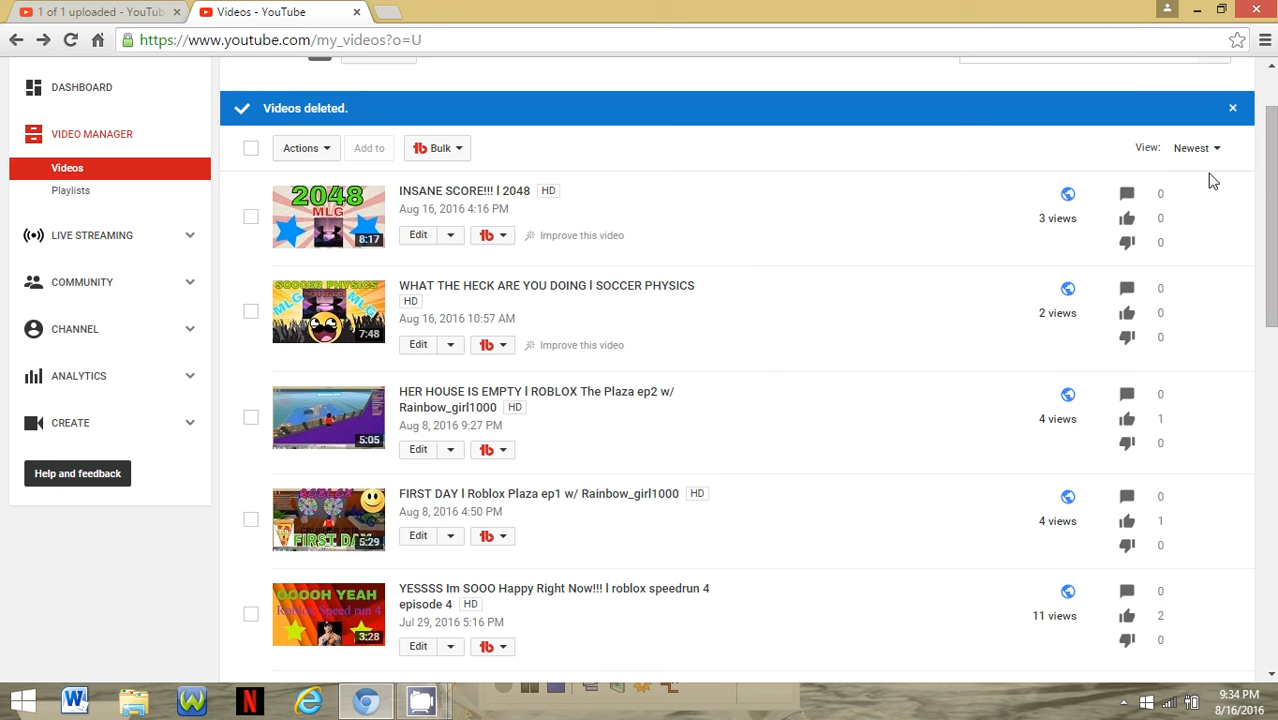 1 of 1 uploaded - YouTub
Videos - YouTube
https://www.youtube.com/my_videos?o=U
DASHBOARD
VIDEO MANAGER
Videos
Playlists
LIVE STREAMING
COMMUNITY
CHANNEL
ANALYTICS
CREATE
Help and feedback
Videos deleted.
Actions
Add to
Bulk
View:
Newest
2048
MLG
8:17
INSANE SCORE!!! l 2048 HD
Aug 16, 2016 4:16 PM
Edit
Improve this video
3 views
0
0
0
SOCCER PHYSICS
MLG
MLG
7:48
WHAT THE HECK ARE YOU DOING l SOCCER PHYSICS
HD
Aug 16, 2016 10:57 AM
Edit
Improve this video
2 views
0
0
0
5:05
HER HOUSE IS EMPTY l ROBLOX The Plaza ep2 w/
Rainbow_girl1000 HD
Aug 8, 2016 9:27 PM
Edit
4 views
0
1
0
ROBLOX
FIRST DAY
5:29
FIRST DAY l Roblox Plaza ep1 w/ Rainbow_girl1000 HD
Aug 8, 2016 4:50 PM
Edit
4 views
0
1
0
OOOH YEAH
Roblox Speed run 4
3:28
YESSSS Im SOOO Happy Right Now!!! l roblox speedrun 4
episode 4 HD
Jul 29, 2016 5:16 PM
Edit
11 views
0
2
0
9:34 PM
8/16/2016